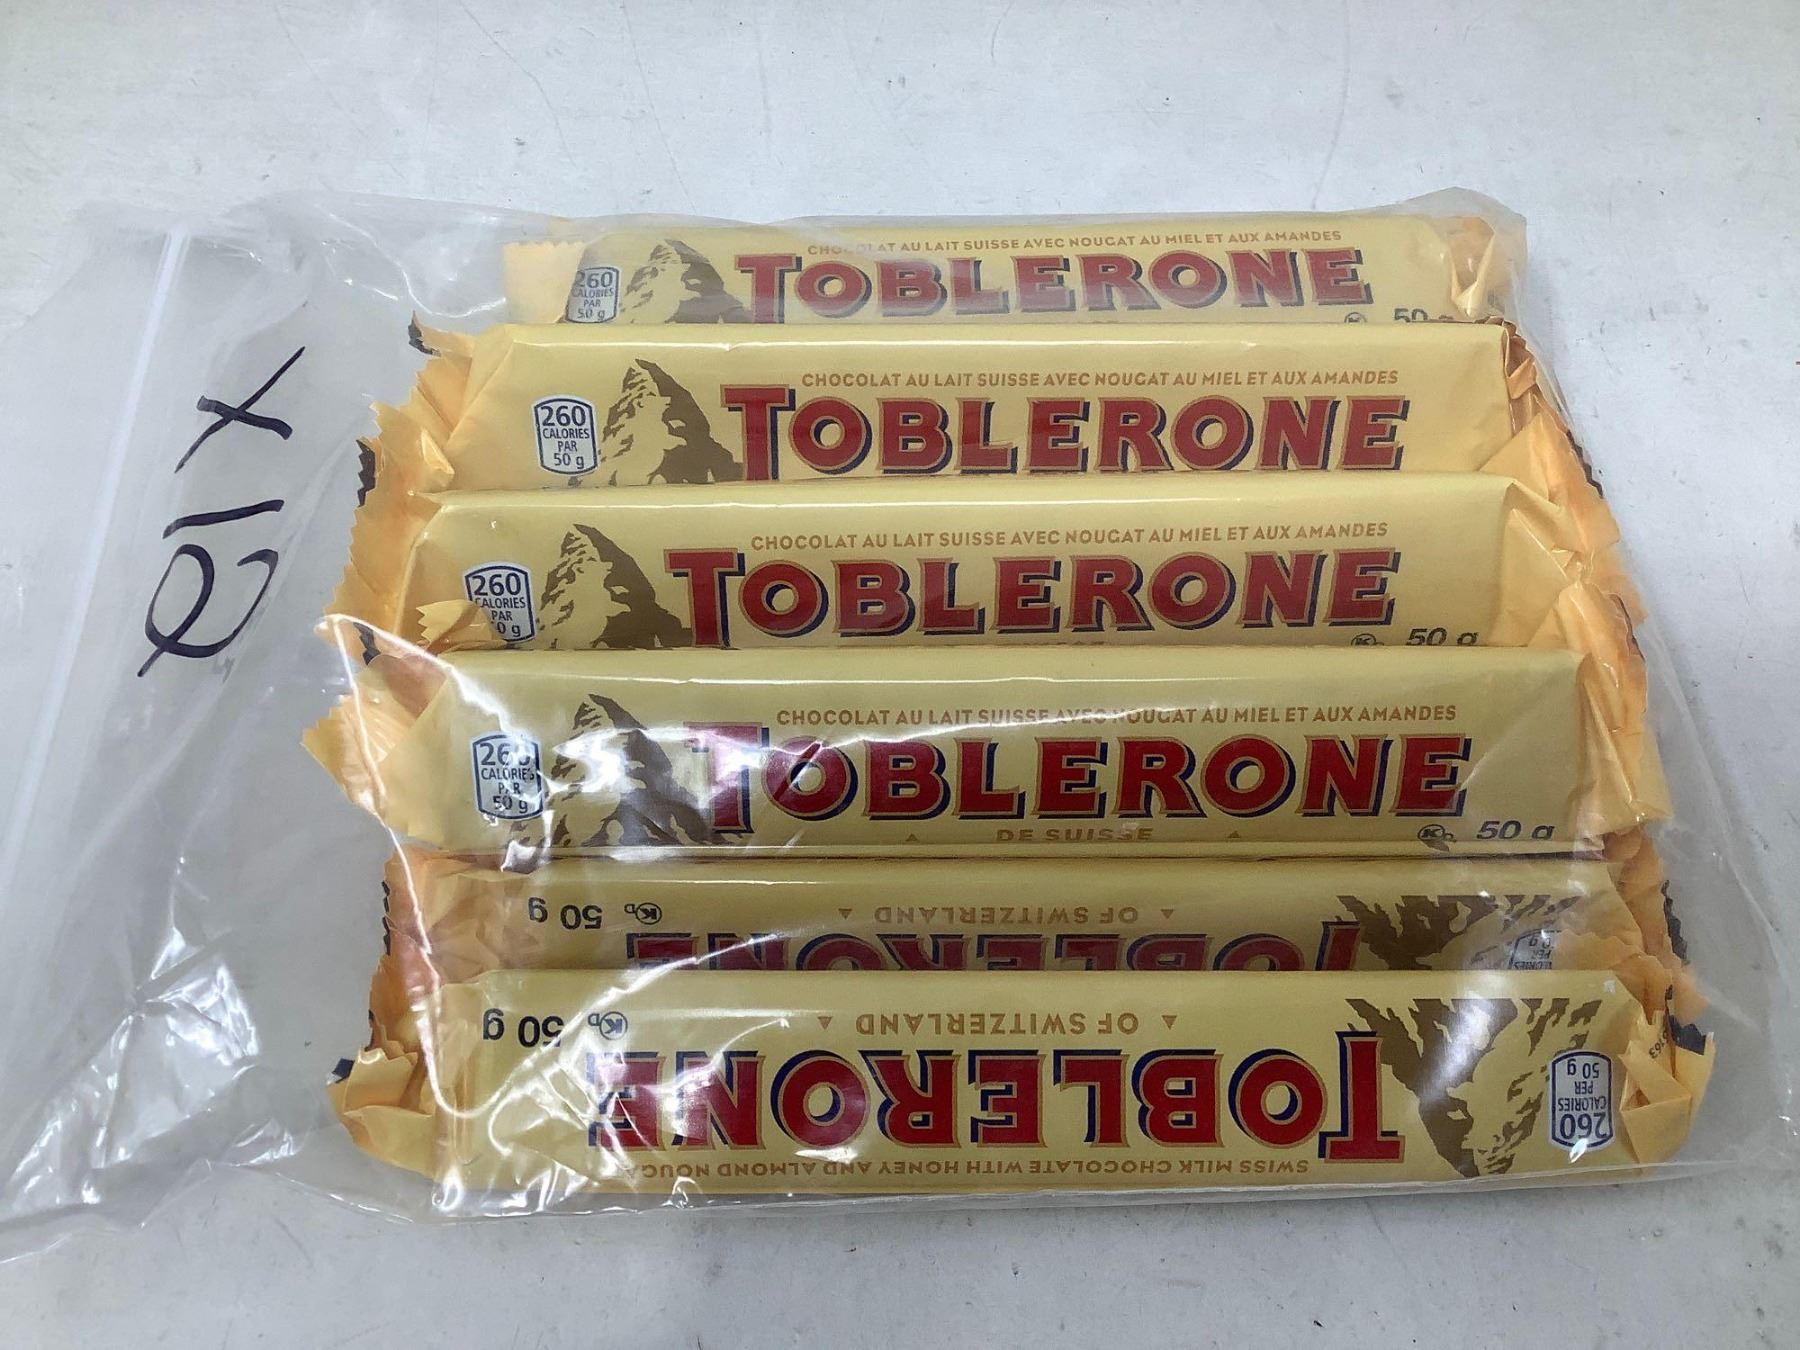 X12
CHOCOLAT AU LAIT SUISSE AVEC NOUGAT AU MIEL ET AUX AMANDES
260
CALORIES
PAR
50 g
TOBLERONE
50
CHOCOLAT AU LAIT SUISSE AVEC NOUGAT AU MIEL ET AUX AMANDES
260
CALORIES
PAR
50 g
TOBLERONE
CHOCOLAT AU LAIT SUISSE AVEC NOUGAT AU MIEL ET AUX AMANDES
260
CALORIES
PAR
0 g
TOBLERONE
K 50 g
CHOCOLAT AU LAIT SUISSE AVEC NOUGAT AU MIEL ET AUX AMANDES
260
CALORIES
PAR
50 g
TOBLERONE
DE SUISSE
K D 50 g
TOBLERONE
OF SWITZERLAND
K D 50 g
260
CALORIES
PER
50 g
SWISS MILK CHOCOLATE WITH HONEY AND ALMOND NOUGA
TOBLERONE
OF SWITZERLAND
K D 50 g